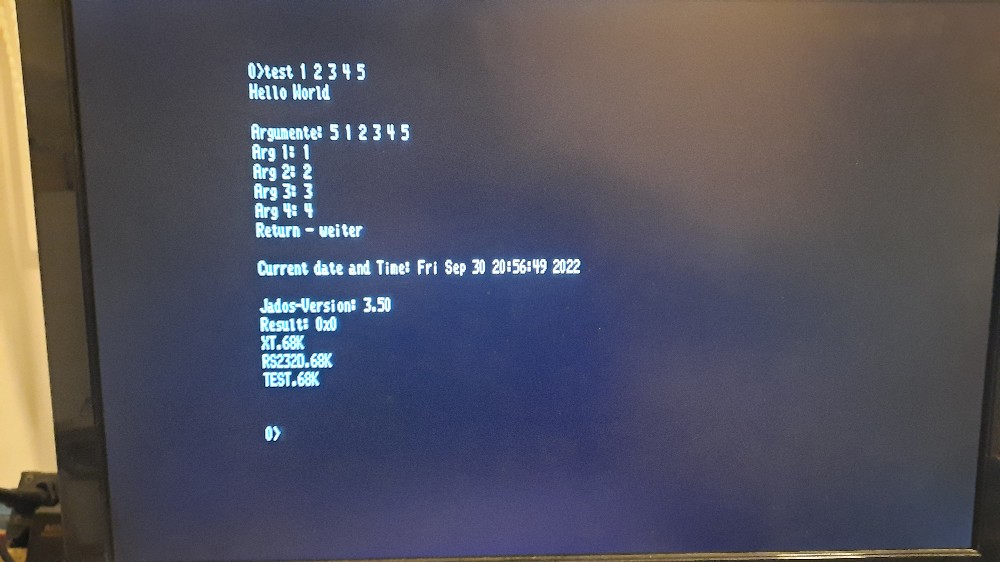 0>test 1 2 3 4 5
Hello World
Argumente: 5 1 2 3 4 5
Arg 1: 1
Arg 2: 2
Arg 3: 3
Arg 4: 4
Return - weiter
Current date and Time: Fri Sep 30 20:56:49 2022
Jados-Version: 3.50
Result: 0x0
XT.68K
RS232D.68K
TEST.68K
0>